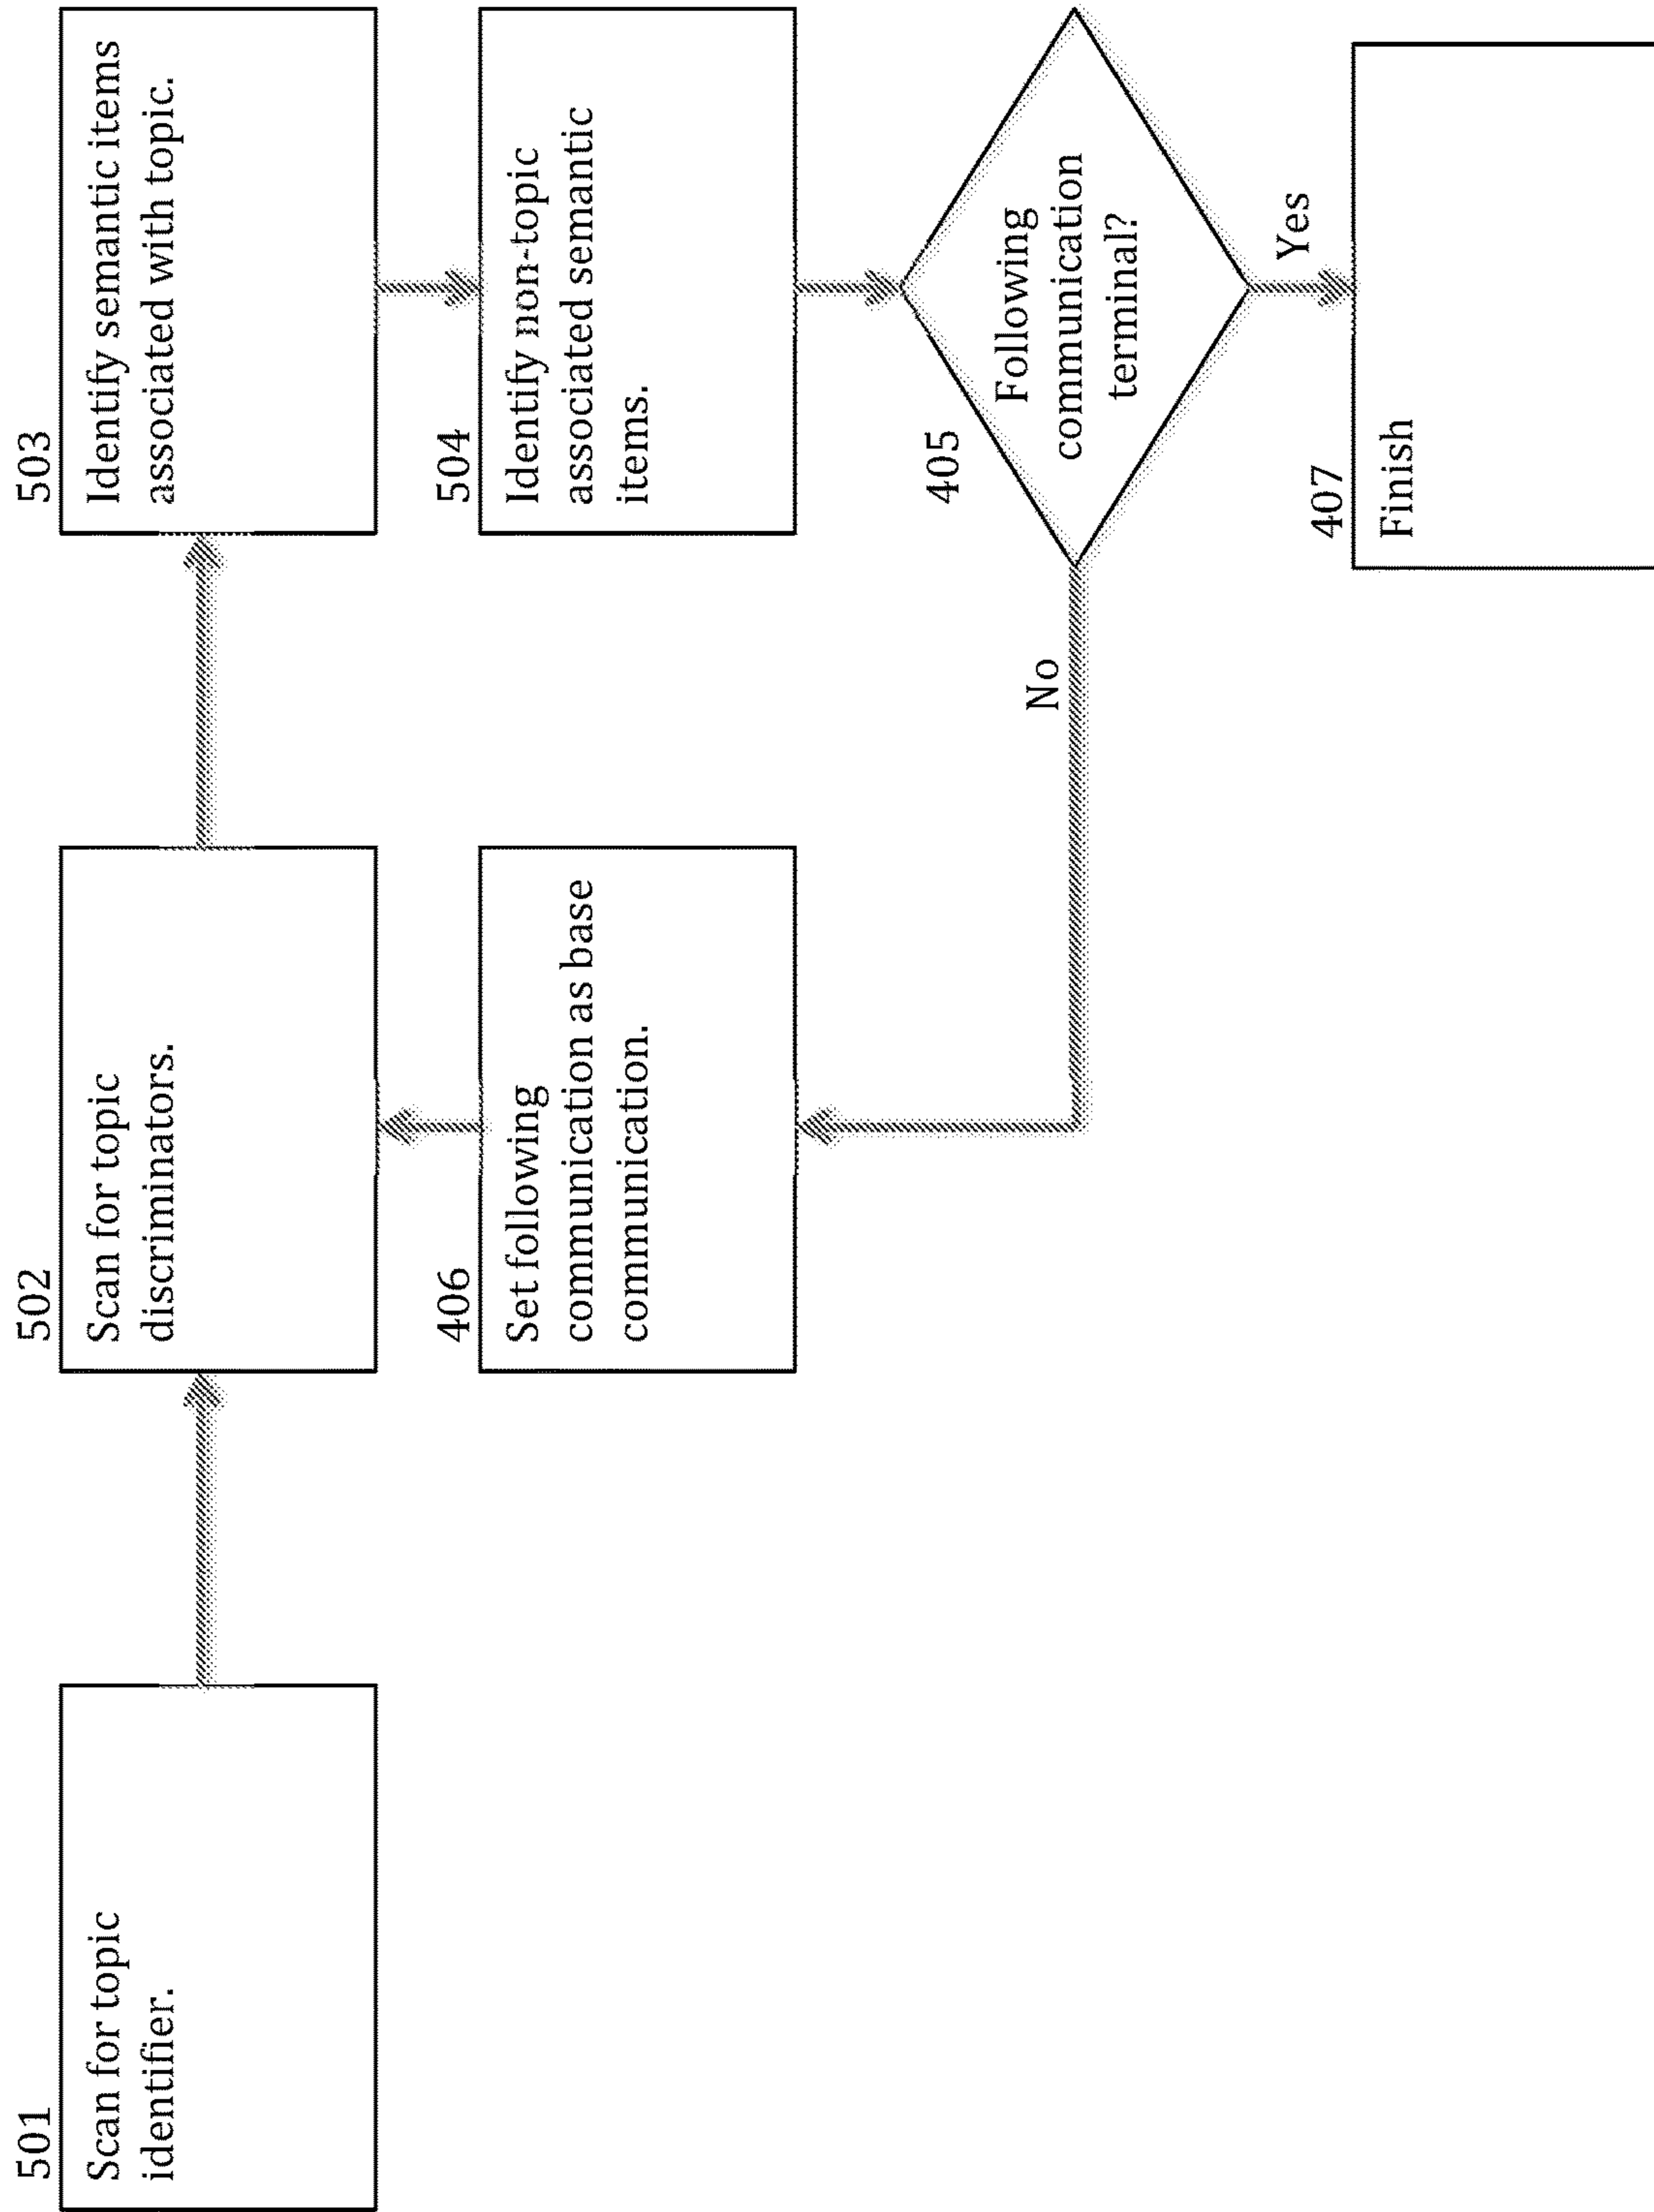 501
Scan for topic
identifier.
502
Scan for topic
discriminators.
503
Identify semantic items
associated with topic.
406
Set following
communication as base
communication.
504
Identify non-topic
associated semantic
items.
405
Following
communication
terminal?
No
Yes
407
Finish